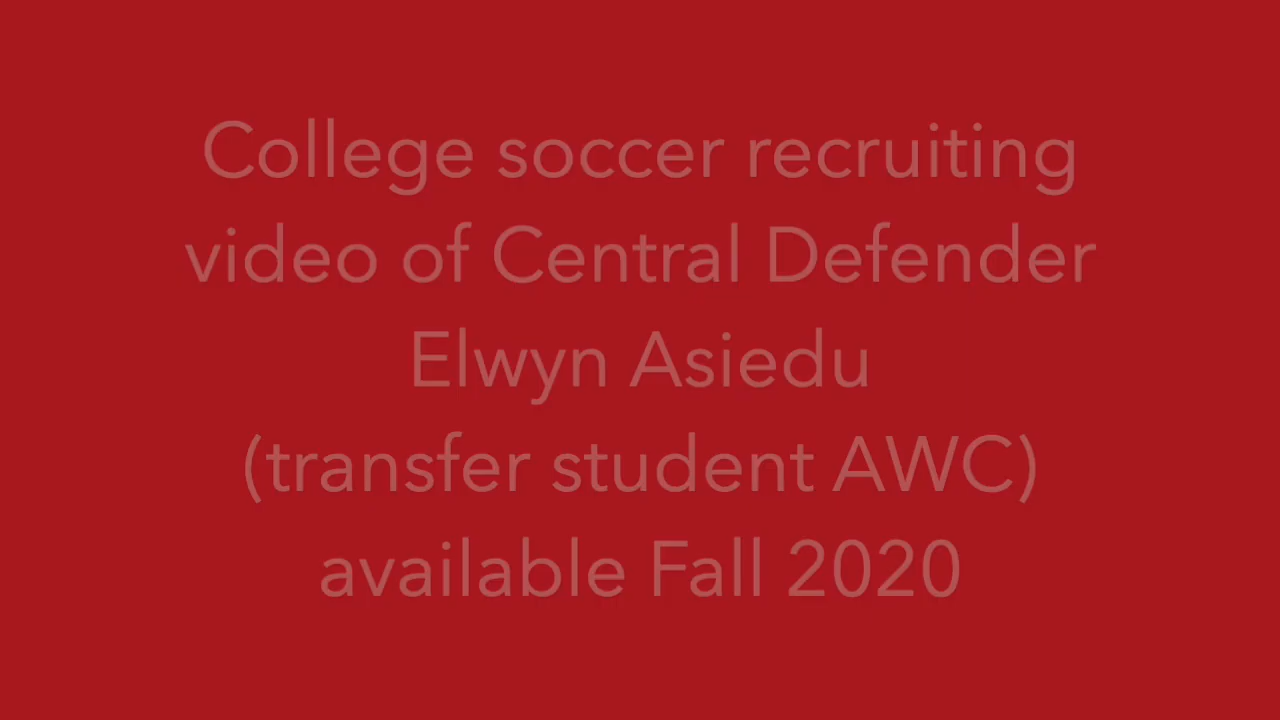 College soccer recruiting
video of Central Defender
Elwyn Asiedu
(transfer student AWC)
available Fall 2020